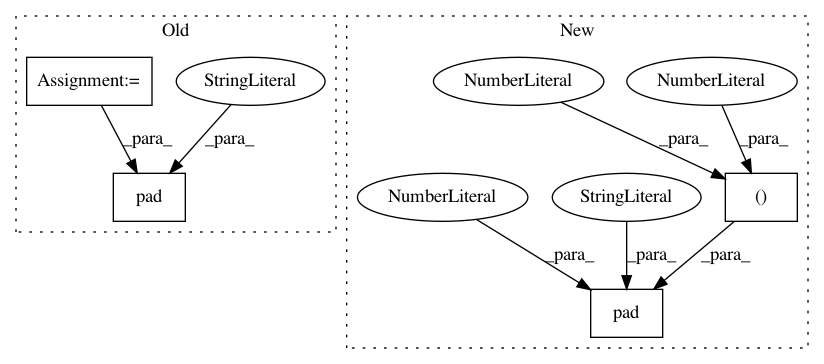 Old
Assignment:=
StringLiteral
_para_
_para_
pad
New
NumberLiteral
NumberLiteral
_para_
_para_
NumberLiteral
StringLiteral
()
_para_
_para_
_para_
pad